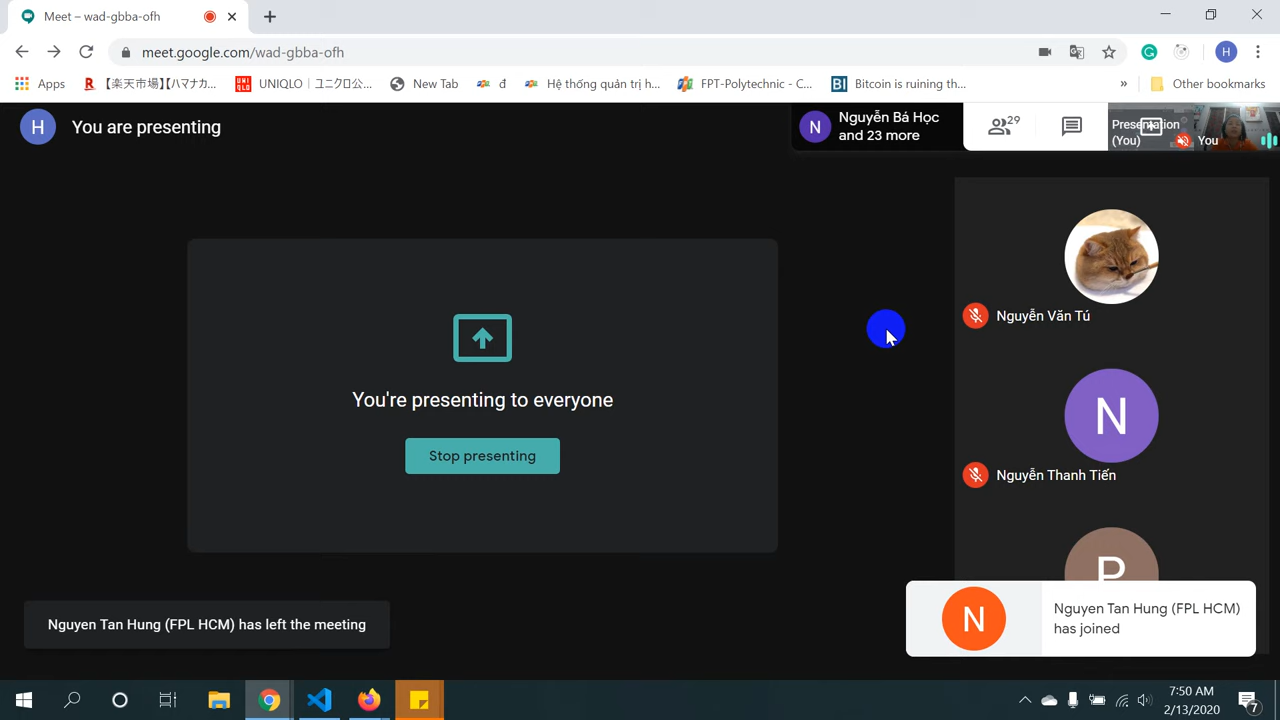 Meet – wad-gbba-ofh
meet.google.com/wad-gbba-ofh
H
Apps
R
【楽天市場】【ハマナカ...
UNIQLO｜ユニクロ公...
New Tab
đ
Hệ thống quản trị h...
FPT-Polytechnic - C...
BI
Bitcoin is ruining th...
»
Other bookmarks
H
You are presenting
N
Nguyễn Bá Học
and 23 more
29
Presentation
(You)
You
Nguyễn Văn Tú
You're presenting to everyone
Stop presenting
N
Nguyễn Thanh Tiến
P
Nguyen Tan Hung (FPL HCM) has left the meeting
N
Nguyen Tan Hung (FPL HCM)
has joined
7:50 AM
2/13/2020
7